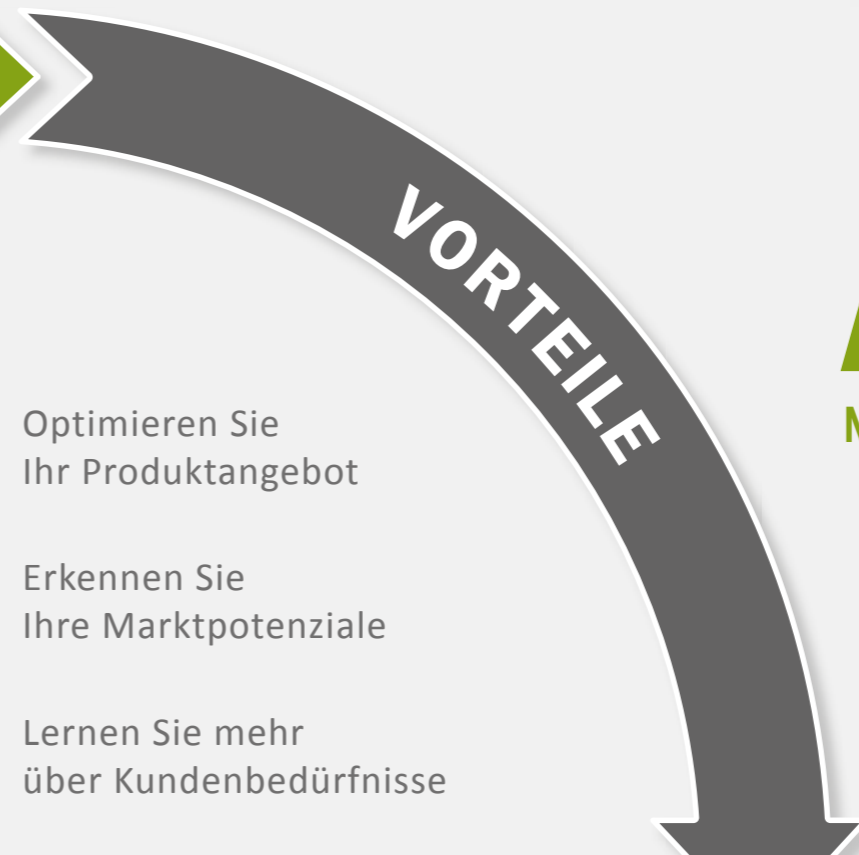 VORTEILE
Optimieren Sie
Ihr Produktangebot
Erkennen Sie
Ihre Marktpotenziale
Lernen Sie mehr
über Kundenbedürfnisse